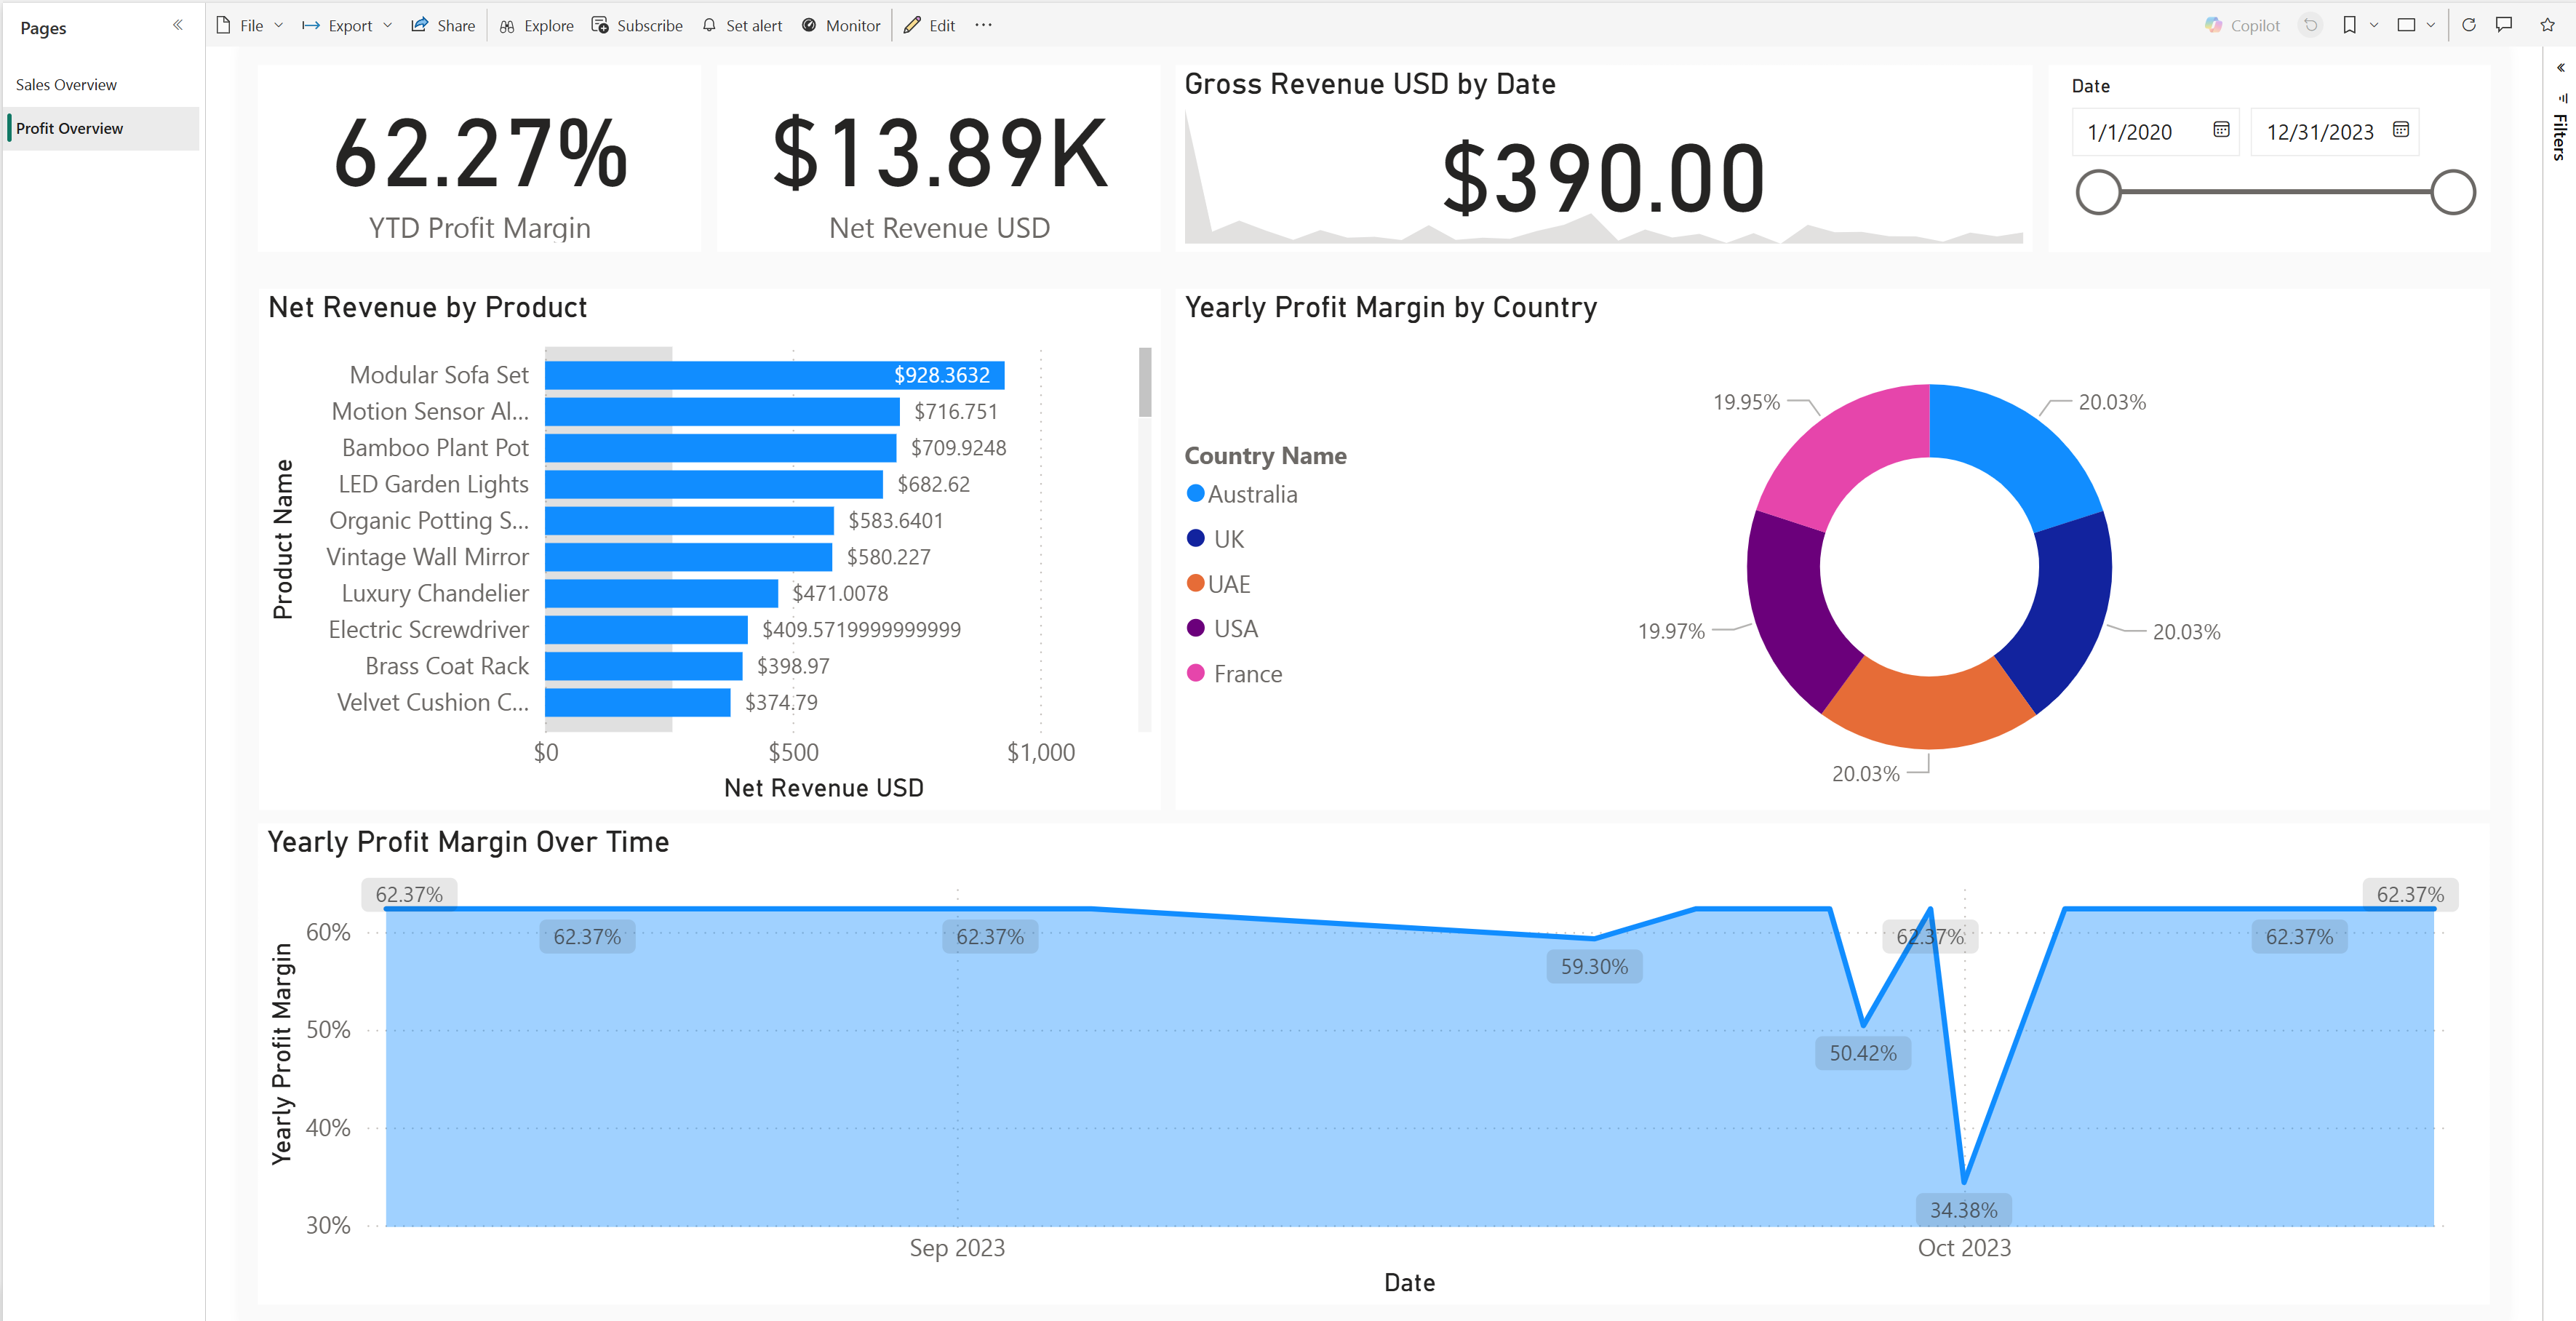 Pages
File
Export
Share
Explore
Subscribe
Set alert
Monitor
Edit
Copilot
Sales Overview
Profit Overview
62.27%
YTD Profit Margin
$13.89K
Net Revenue USD
Gross Revenue USD by Date
$390.00
Date
1/1/2020
12/31/2023
Filters
Net Revenue by Product
Product Name
Modular Sofa Set
$928.3632
Motion Sensor Al...
$716.751
Bamboo Plant Pot
$709.9248
LED Garden Lights
$682.62
Organic Potting S...
$583.6401
Vintage Wall Mirror
$580.227
Luxury Chandelier
$471.0078
Electric Screwdriver
$409.5719999999999
Brass Coat Rack
$398.97
Velvet Cushion C...
$374.79
$0
$500
$1,000
Net Revenue USD
Yearly Profit Margin by Country
Country Name
Australia
UK
UAE
USA
France
19.95%
20.03%
19.97%
20.03%
20.03%
Yearly Profit Margin Over Time
Yearly Profit Margin
60%
50%
40%
30%
62.37%
62.37%
62.37%
59.30%
50.42%
62.37%
34.38%
62.37%
62.37%
Sep 2023
Oct 2023
Date